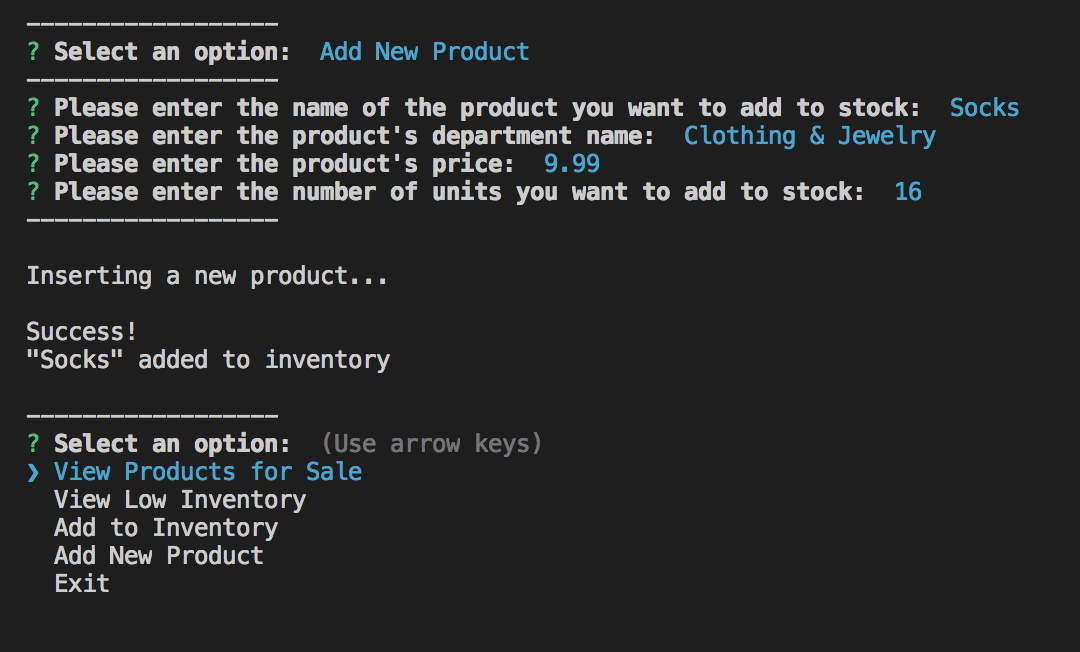 ------------------
? Select an option:  Add New Product
------------------
? Please enter the name of the product you want to add to stock:  Socks
? Please enter the product's department name:  Clothing & Jewelry
? Please enter the product's price:  9.99
? Please enter the number of units you want to add to stock:  16
------------------
Inserting a new product...
Success!
"Socks" added to inventory
------------------
? Select an option:  (Use arrow keys)
❯ View Products for Sale
  View Low Inventory
  Add to Inventory
  Add New Product
  Exit